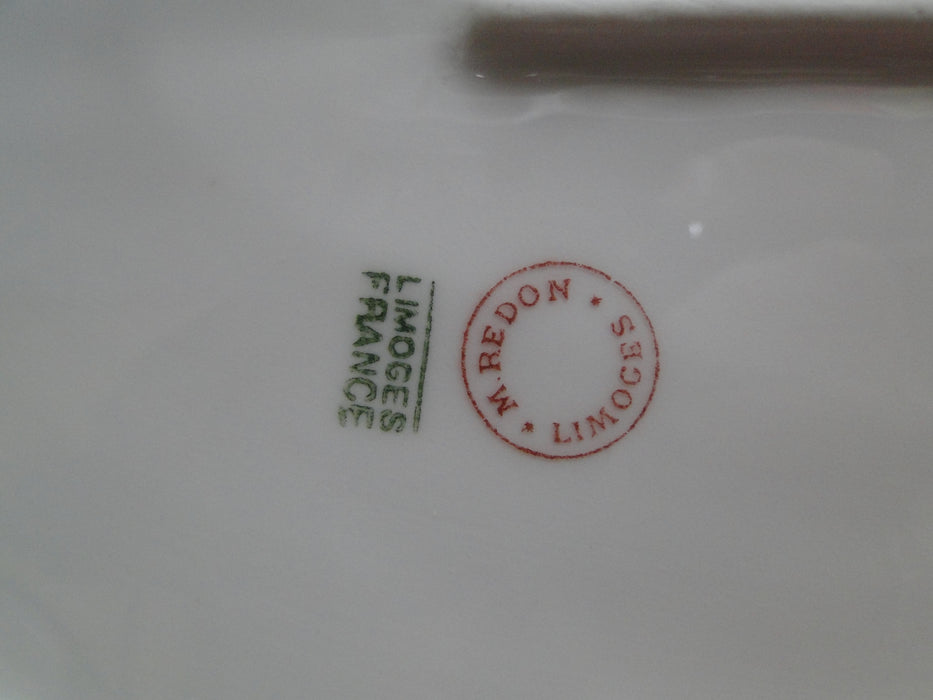 LIMOGES
FRANCE
M. REDON * LIMOGES *